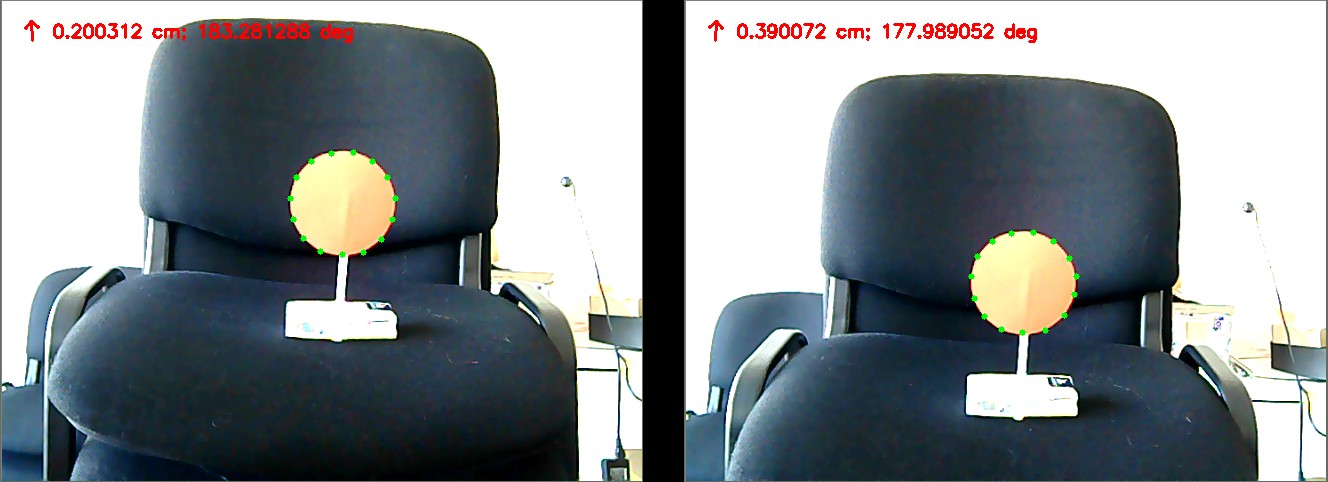 ↑ 0.200312 cm; 183.281288 deg
↑ 0.390072 cm; 177.989052 deg